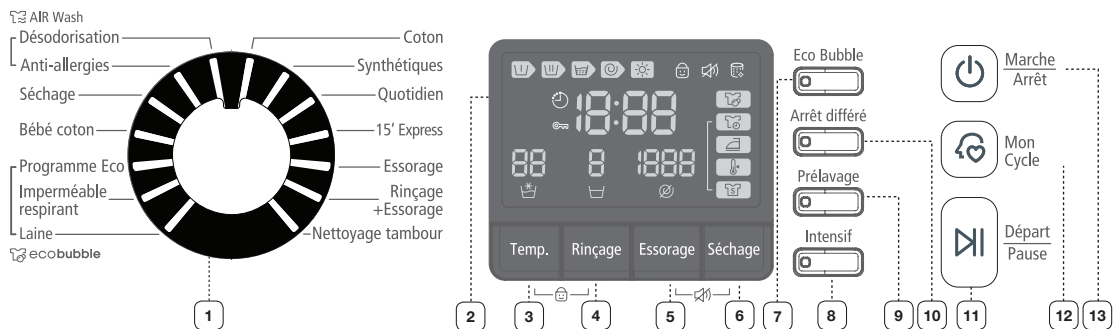 AIR Wash
Désodorisation
Anti-allergies
Séchage
Bébé coton
Programme Eco
Imperméable
respirant
Laine
ecobubble
Coton
Synthétiques
Quotidien
15' Express
Essorage
Rinçage
+Essorage
Nettoyage tambour
18:88
88 8 1888
Temp. Rinçage Essorage Séchage
Eco Bubble
Arrêt différé
Prélavage
Intensif
Marche
Arrêt
Mon
Cycle
Départ
Pause
1 2 3 4 5 6 7 8 9 10 11 12 13